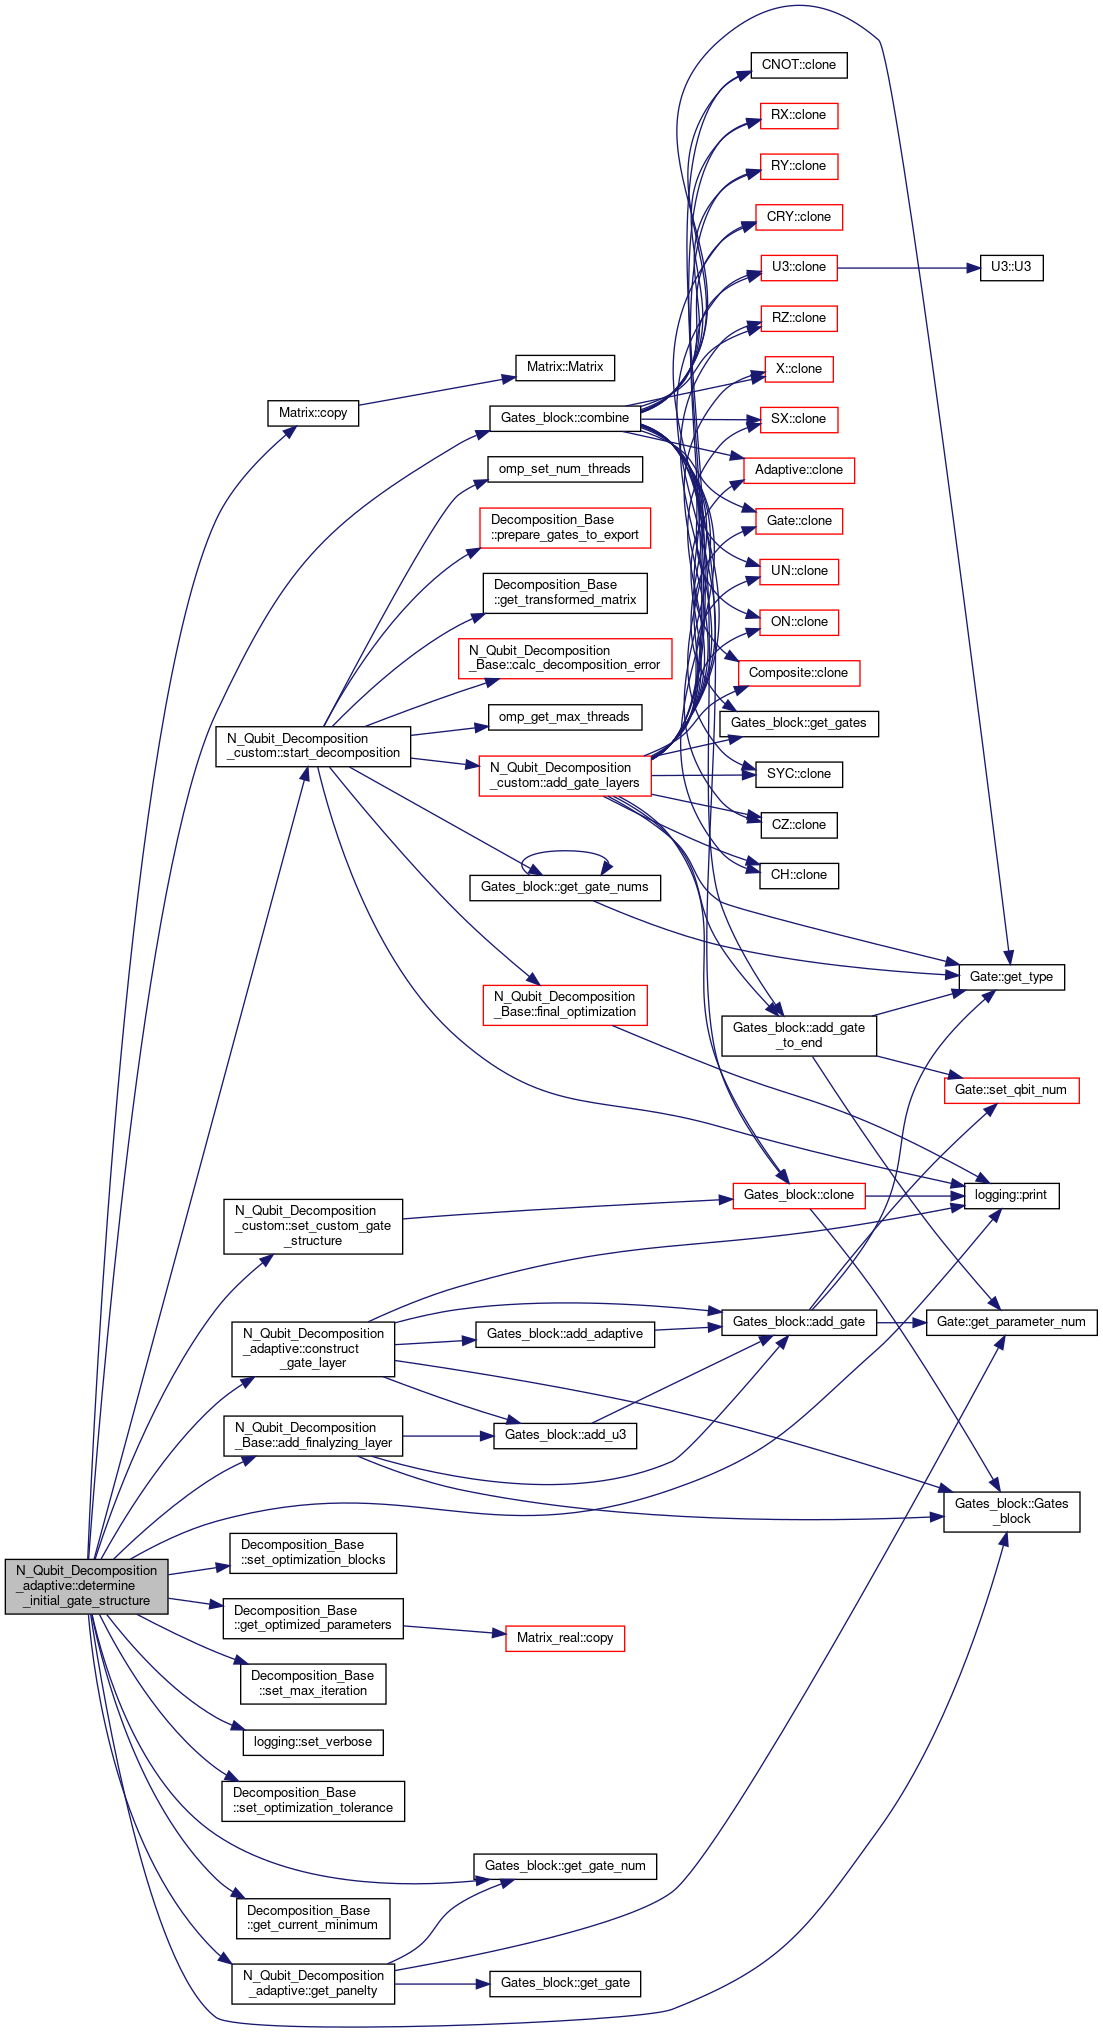 CNOT::clone
RX::clone
RY::clone
CRY::clone
U3::clone
U3::U3
RZ::clone
Matrix::Matrix
X::clone
Matrix::copy
Gates_block::combine
SX::clone
omp_set_num_threads
Adaptive::clone
Decomposition_Base
::prepare_gates_to_export
Gate::clone
Decomposition_Base
::get_transformed_matrix
UN::clone
ON::clone
N_Qubit_Decomposition
_Base::calc_decomposition_error
Composite::clone
omp_get_max_threads
Gates_block::get_gates
N_Qubit_Decomposition
_custom::start_decomposition
N_Qubit_Decomposition
_custom::add_gate_layers
SYC::clone
CZ::clone
CH::clone
Gates_block::get_gate_nums
Gate::get_type
N_Qubit_Decomposition
_Base::final_optimization
Gates_block::add_gate
_to_end
Gate::set_qbit_num
Gates_block::clone
logging::print
N_Qubit_Decomposition
_custom::set_custom_gate
_structure
N_Qubit_Decomposition
_adaptive::construct
_gate_layer
Gates_block::add_adaptive
Gates_block::add_gate
Gate::get_parameter_num
N_Qubit_Decomposition
_Base::add_finalyzing_layer
Gates_block::add_u3
Gates_block::Gates
_block
Decomposition_Base
::set_optimization_blocks
N_Qubit_Decomposition
_adaptive::determine
_initial_gate_structure
Decomposition_Base
::get_optimized_parameters
Matrix_real::copy
Decomposition_Base
::set_max_iteration
logging::set_verbose
Decomposition_Base
::set_optimization_tolerance
Gates_block::get_gate_num
Decomposition_Base
::get_current_minimum
N_Qubit_Decomposition
_adaptive::get_panelty
Gates_block::get_gate